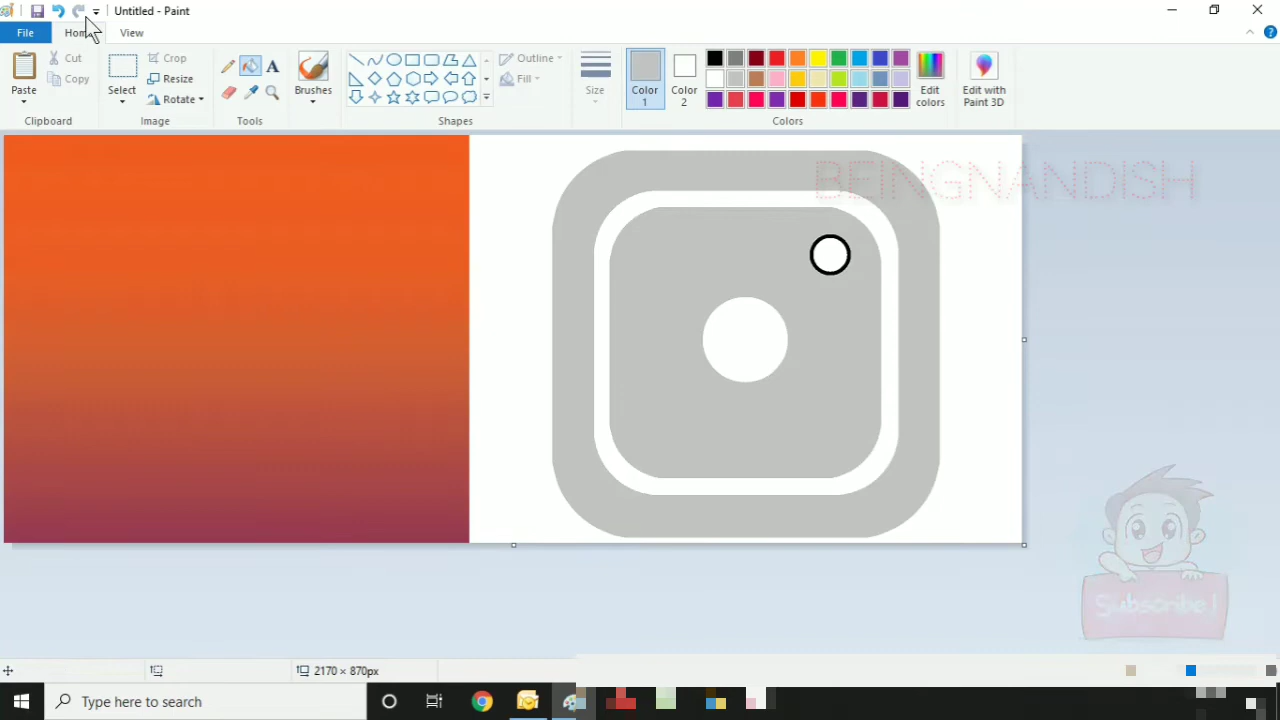 Untitled - Paint
File
Home
View
Paste
Cut
Copy
Clipboard
Select
Crop
Resize
Rotate
Image
A
Tools
Brushes
Outline
Fill
Shapes
Size
Color 1
Color 2
Edit colors
Colors
Edit with Paint 3D
BEINGNANDISH
Subscribe !
2170 × 870px
Type here to search